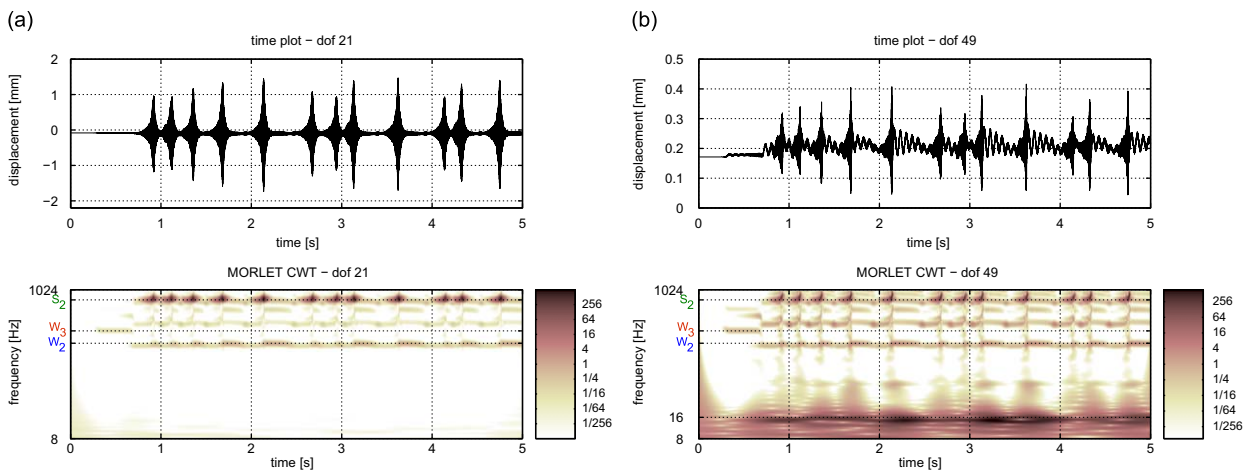 (a)
time plot − dof 21
displacement [mm]
2
1
0
−1
−2
0 1 2 3 4 5
time [s]
MORLET CWT − dof 21
frequency [Hz]
1024
S2
W3
W2
8
0 1 2 3 4 5
time [s]
256
64
16
4
1
1/4
1/16
1/64
1/256
(b)
time plot − dof 49
displacement [mm]
0.5
0.4
0.3
0.2
0.1
0
0 1 2 3 4 5
time [s]
MORLET CWT − dof 49
frequency [Hz]
1024
S2
W3
W2
16
8
0 1 2 3 4 5
time [s]
256
64
16
4
1
1/4
1/16
1/64
1/256